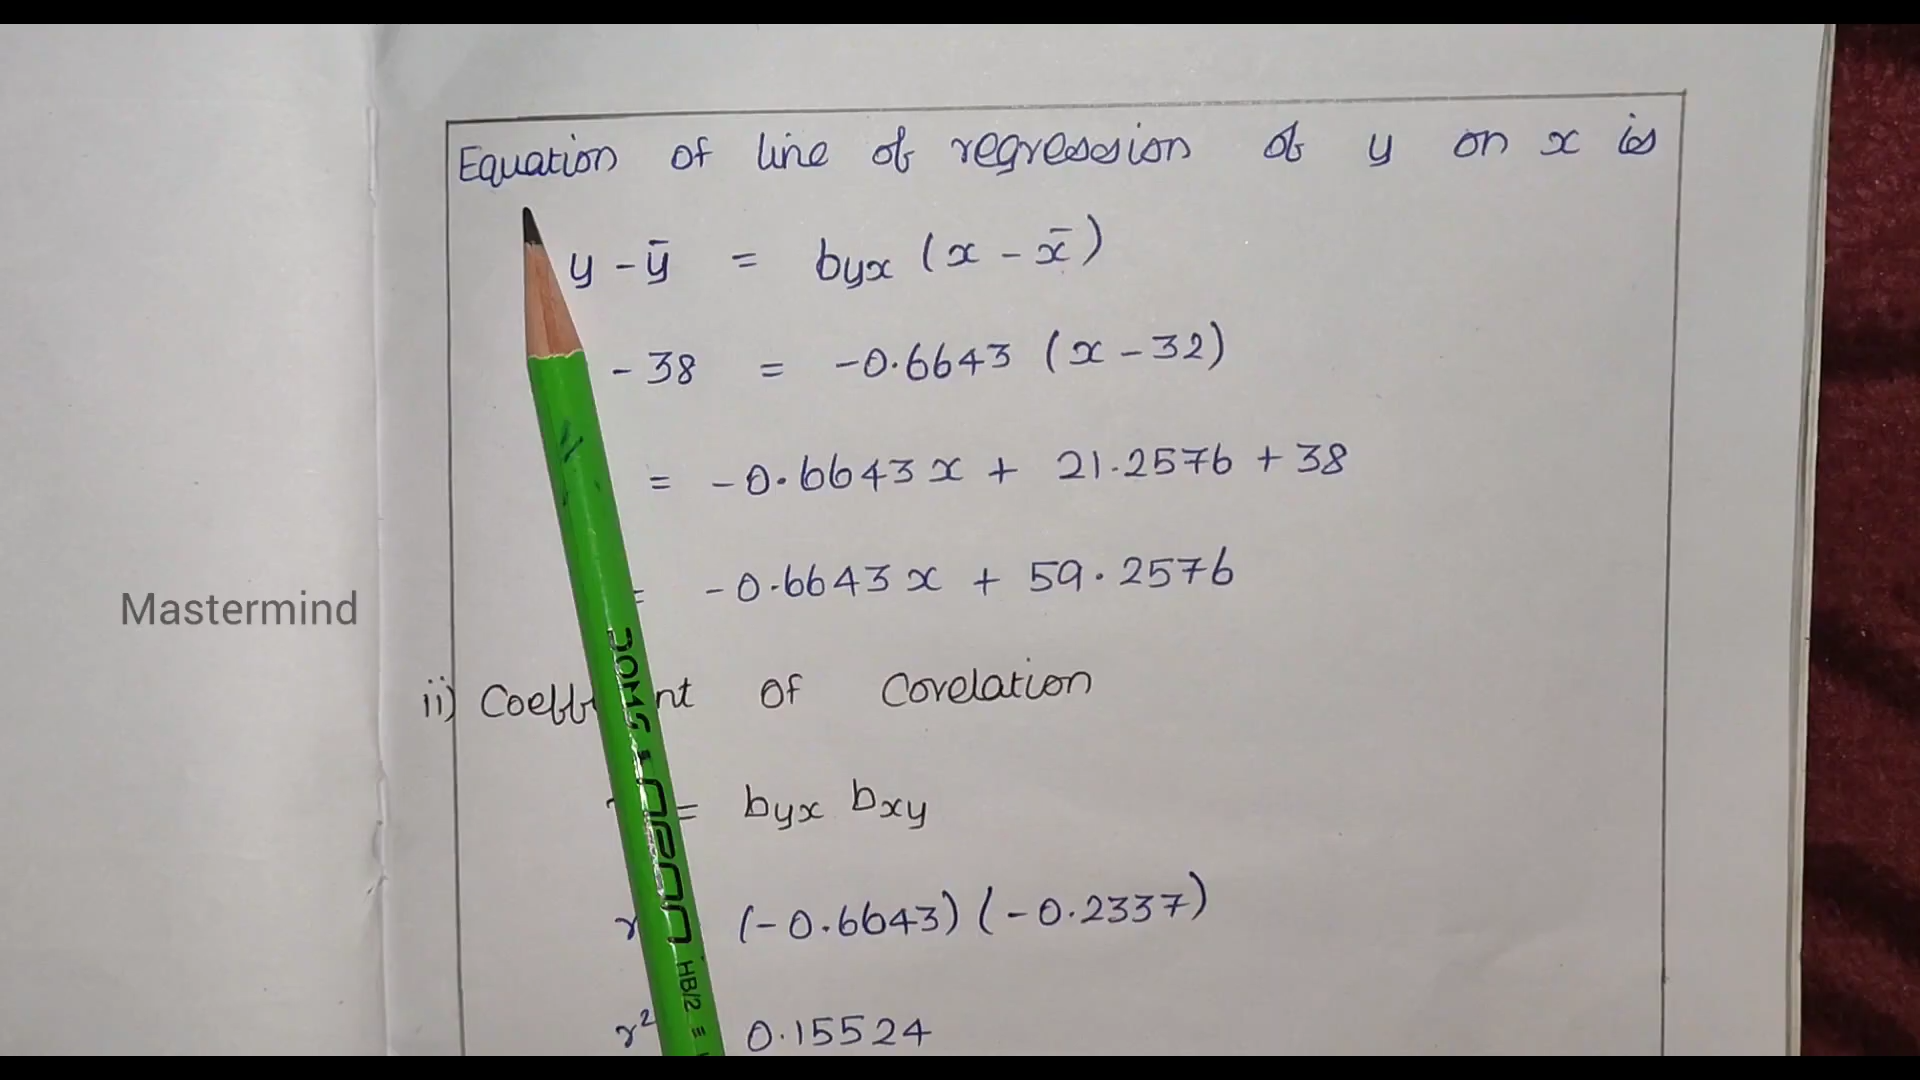 Equation of line of regression of y on x is
y - ȳ = byx (x - x̄)
- 38 = -0.6643 (x - 32)
= -0.6643x + 21.2576 + 38
= -0.6643x + 59.2576
Mastermind
ii) Coeff nt of Corelation
= byx bxy
r (-0.6643) (-0.2337)
r² 0.15524
DOMS neon HB/2